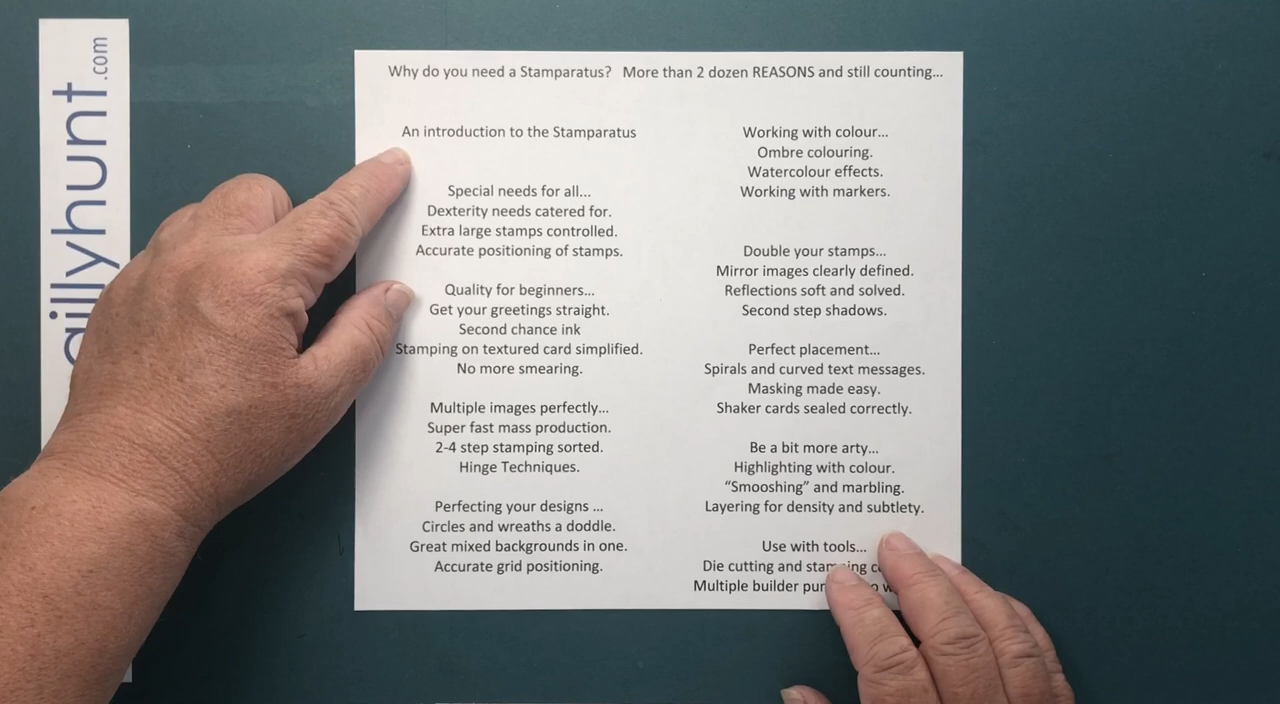 Why do you need a Stamparatus? More than 2 dozen REASONS and still counting...
An introduction to the Stamparatus
Special needs for all...
Dexterity needs catered for.
Extra large stamps controlled.
Accurate positioning of stamps.
Quality for beginners...
Get your greetings straight.
Second chance ink
Stamping on textured card simplified.
No more smearing.
Multiple images perfectly...
Super fast mass production.
2-4 step stamping sorted.
Hinge Techniques.
Perfecting your designs ...
Circles and wreaths a doddle.
Great mixed backgrounds in one.
Accurate grid positioning.
Working with colour...
Ombre colouring.
Watercolour effects.
Working with markers.
Double your stamps...
Mirror images clearly defined.
Reflections soft and solved.
Second step shadows.
Perfect placement...
Spirals and curved text messages.
Masking made easy.
Shaker cards sealed correctly.
Be a bit more arty...
Highlighting with colour.
“Smooshing” and marbling.
Layering for density and subtlety.
Use with tools...
Die cutting and
Multiple builder
gillyhunt.com